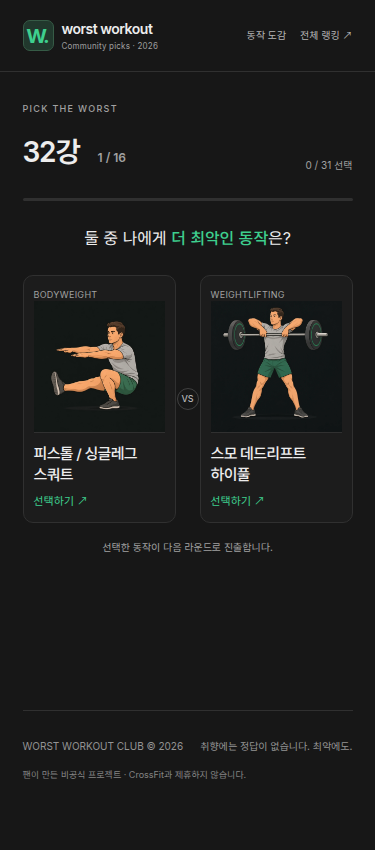 W.
worst workout
Community picks · 2026
동작 도감
전체 랭킹 ↗
PICK THE WORST
32강
1 / 16
0 / 31 선택
둘 중 나에게 더 최악인 동작은?
BODYWEIGHT
피스톨 / 싱글레그
스쿼트
선택하기 ↗
VS
WEIGHTLIFTING
스모 데드리프트
하이풀
선택하기 ↗
선택한 동작이 다음 라운드로 진출합니다.
WORST WORKOUT CLUB © 2026
취향에는 정답이 없습니다. 최악에도.
팬이 만든 비공식 프로젝트 · CrossFit과 제휴하지 않습니다.